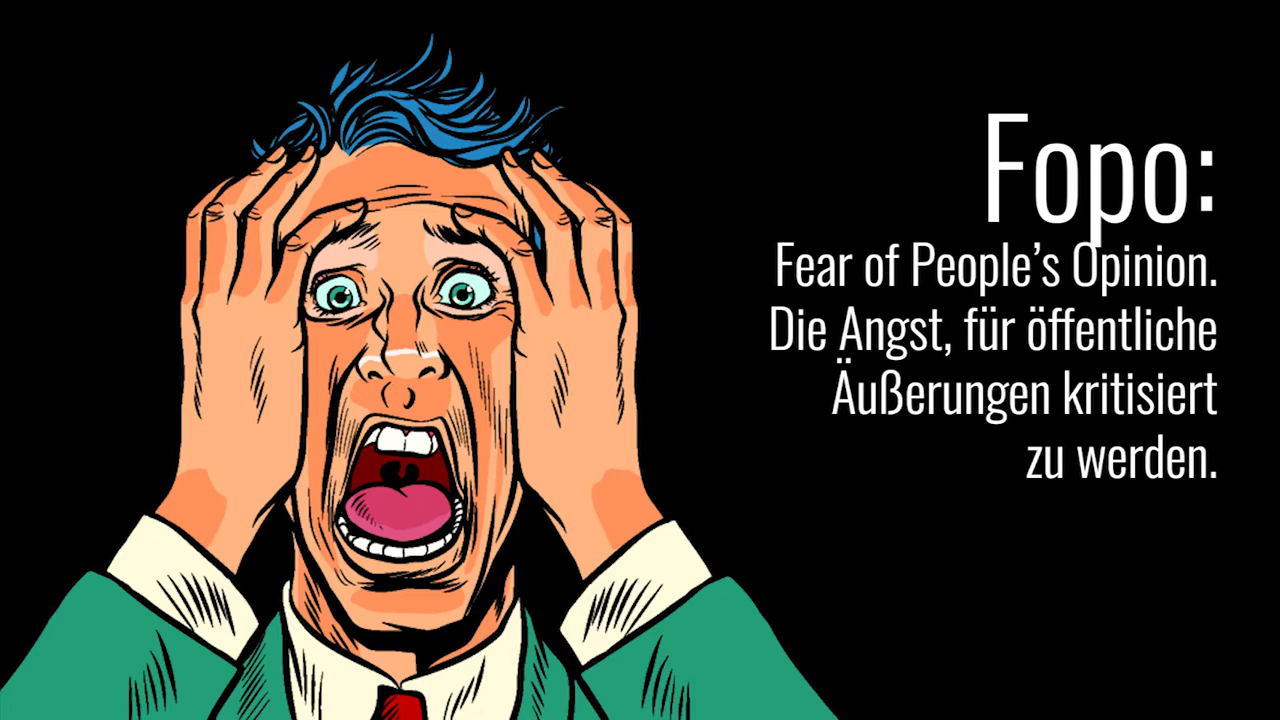 Fopo:
Fear of People’s Opinion.
Die Angst, für öffentliche
Äußerungen kritisiert
zu werden.